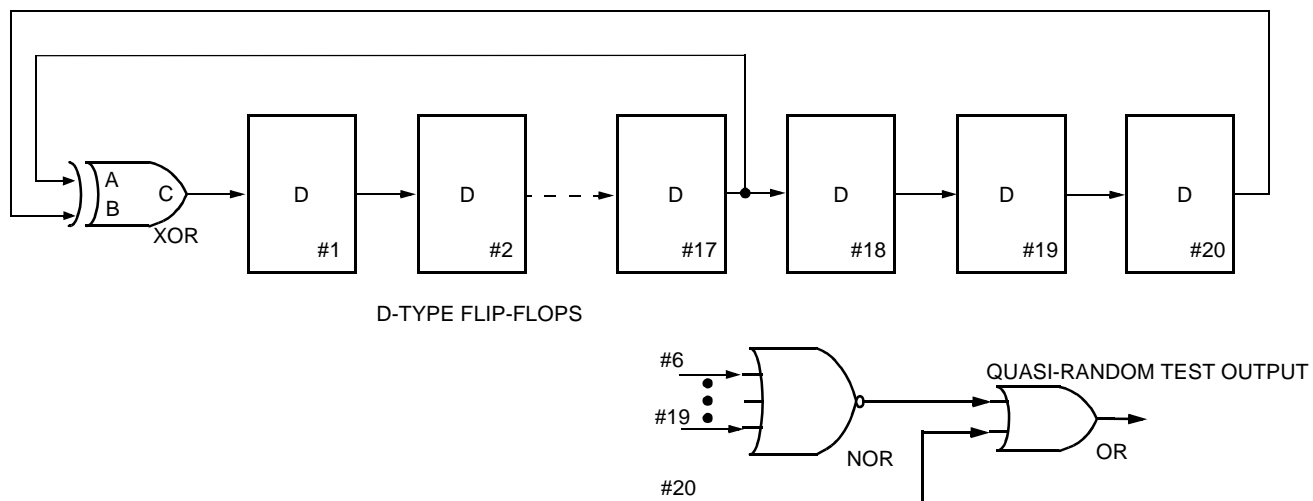 A
B
C
XOR
D
#1
D
#2
D
#17
D
#18
D
#19
D
#20
D-TYPE FLIP-FLOPS
#6
#19
NOR
QUASI-RANDOM TEST OUTPUT
OR
#20